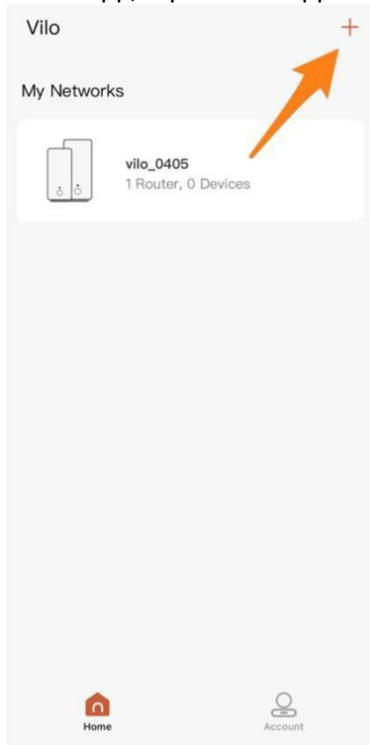 Vilo
My Networks
vilo_0405
1 Router, 0 Devices
Home
Account